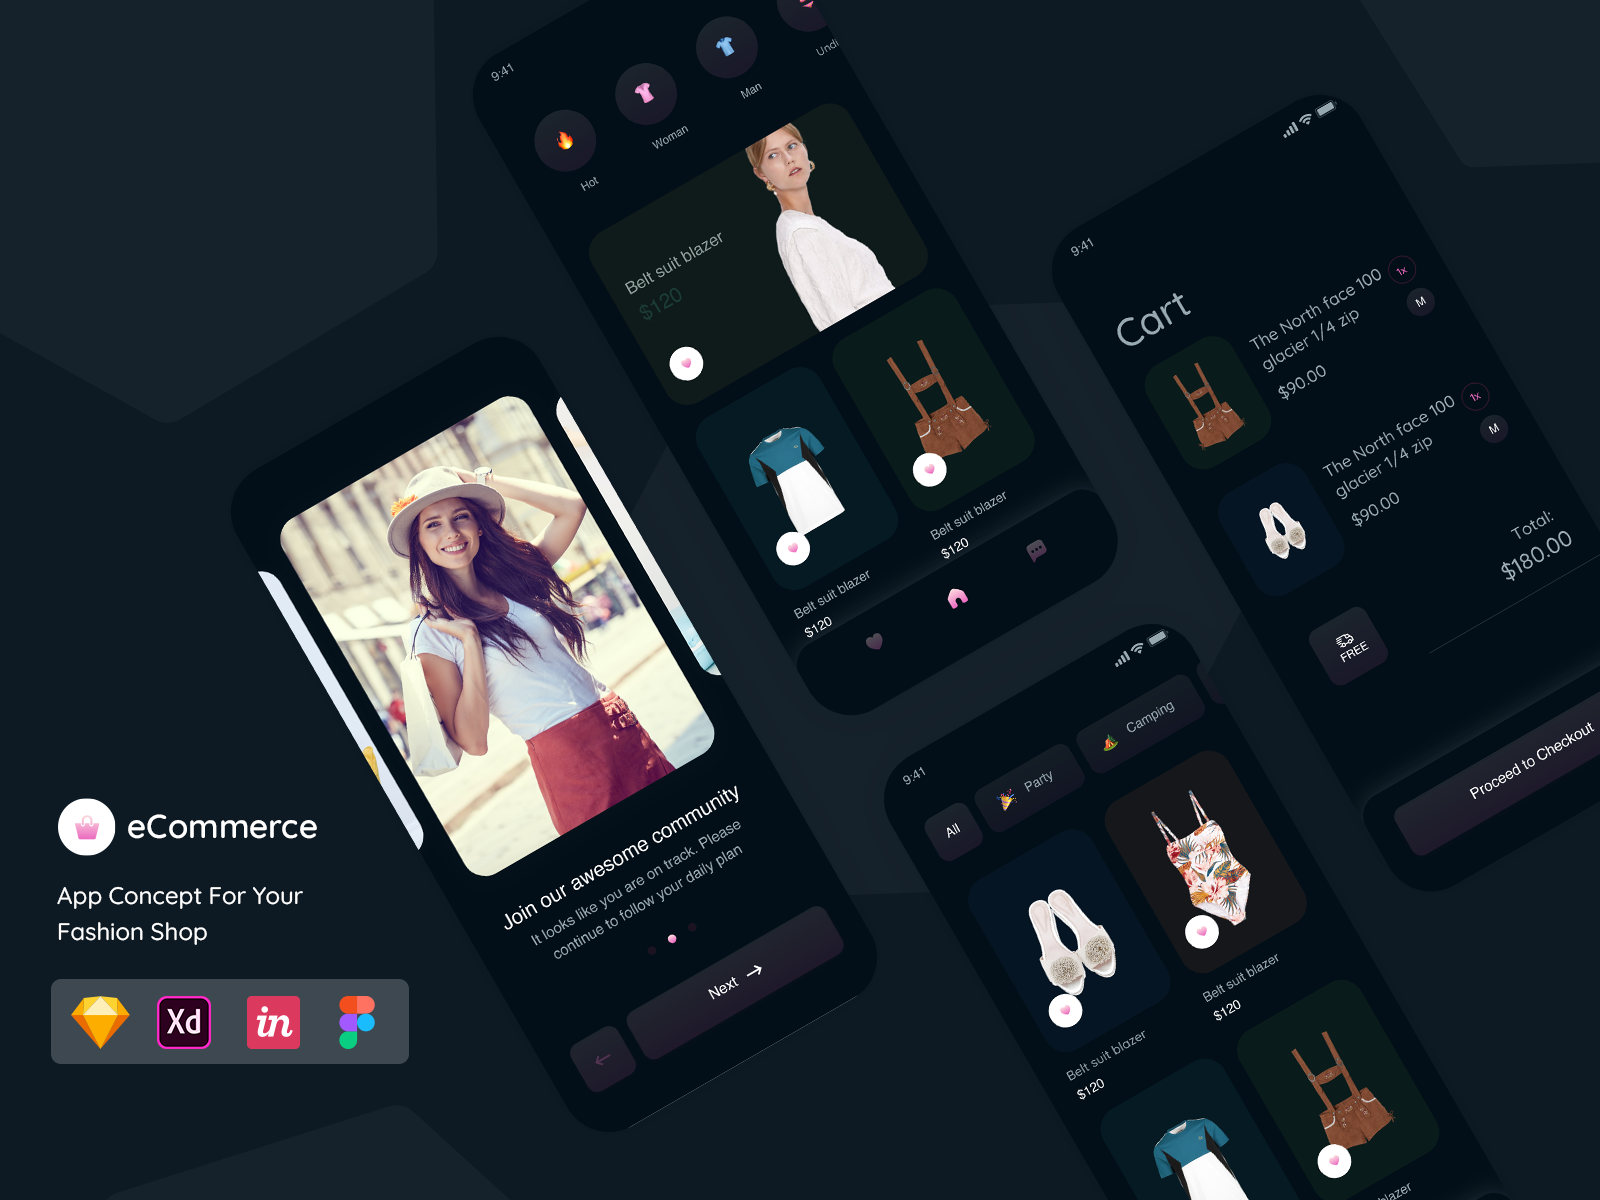 eCommerce
App Concept For Your
Fashion Shop
Xd
in
Join our awesome community
It looks like you are on track. Please
continue to follow your daily plan
Next
9:41
Hot
Woman
Man
Belt suit blazer
$120
Belt suit blazer
$120
Belt suit blazer
$120
9:41
Cart
The North face 100
glacier 1/4 zip
$90.00
1x
M
The North face 100
glacier 1/4 zip
$90.00
1x
M
Total:
$180.00
FREE
Proceed to Checkout
9:41
All
Party
Camping
Belt suit blazer
$120
Belt suit blazer
$120